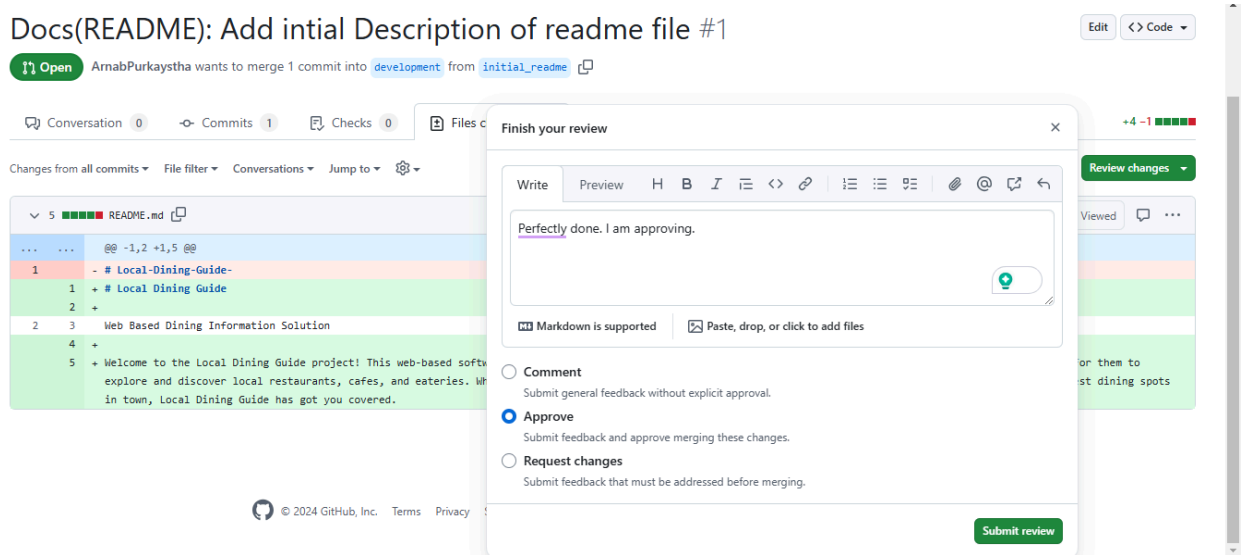 Docs(README): Add intial Description of readme file #1
Edit
Code
Open
ArnabPurkaystha wants to merge 1 commit into development from initial_readme
Conversation 0
Commits 1
Checks 0
Files c
+4 −1
Finish your review
Changes from all commits
File filter
Conversations
Jump to
Review changes
Write
Preview
5 README.md
Viewed
Perfectly done. I am approving.
... ... @@ -1,2 +1,5 @@
1 - # Local-Dining-Guide-
1 + # Local Dining Guide
2 +
2 3 Web Based Dining Information Solution
4 +
5 + Welcome to the Local Dining Guide project! This web-based softw
or them to
explore and discover local restaurants, cafes, and eateries. Wh
st dining spots
in town, Local Dining Guide has got you covered.
Markdown is supported
Paste, drop, or click to add files
Comment
Submit general feedback without explicit approval.
Approve
Submit feedback and approve merging these changes.
Request changes
Submit feedback that must be addressed before merging.
© 2024 GitHub, Inc.
Terms
Privacy
Submit review